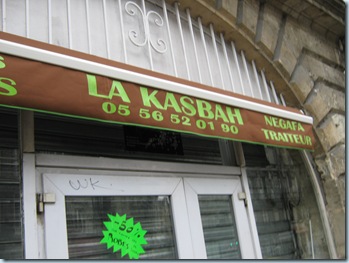 LA KASBAH
05 56 52 01 90
NEGAFA
TRAITEUR